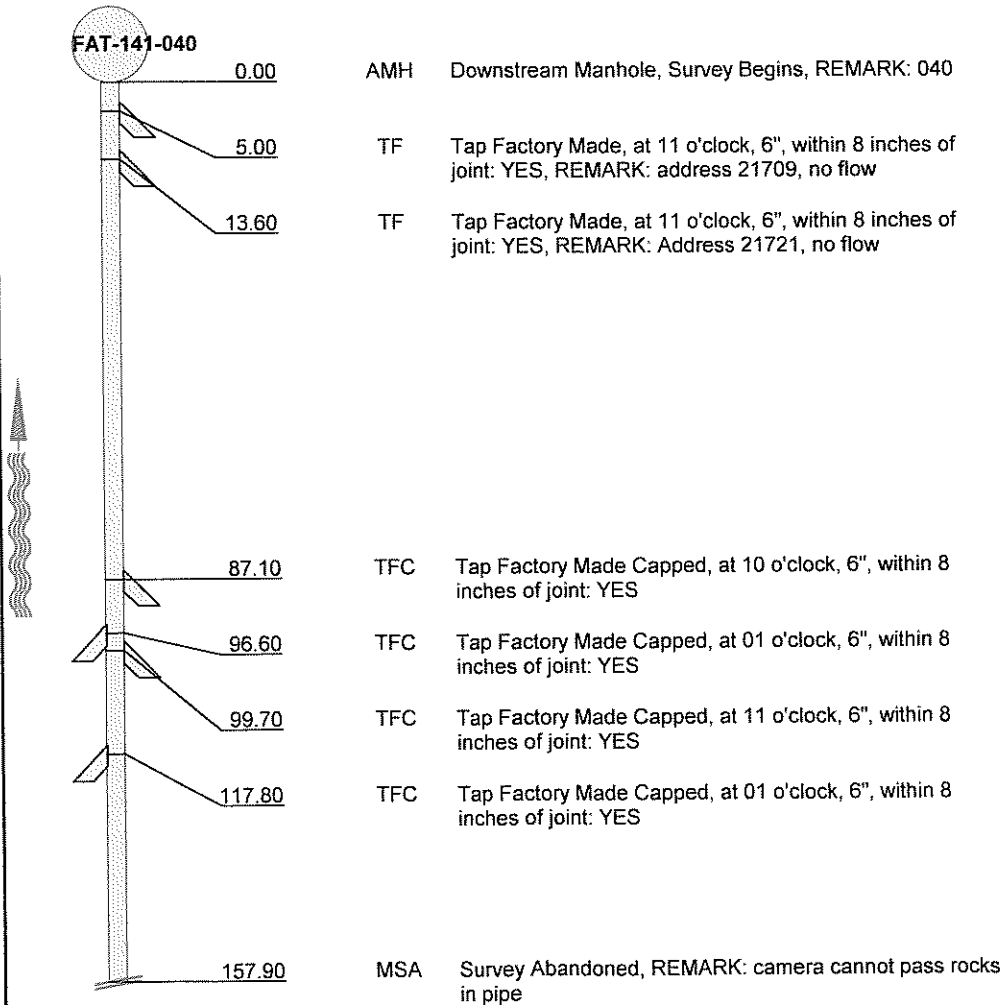 FAT-141-040
0.00 AMH Downstream Manhole, Survey Begins, REMARK: 040
5.00 TF Tap Factory Made, at 11 o'clock, 6", within 8 inches of
joint: YES, REMARK: address 21709, no flow
13.60 TF Tap Factory Made, at 11 o'clock, 6", within 8 inches of
joint: YES, REMARK: Address 21721, no flow
87.10 TFC Tap Factory Made Capped, at 10 o'clock, 6", within 8
inches of joint: YES
96.60 TFC Tap Factory Made Capped, at 01 o'clock, 6", within 8
inches of joint: YES
99.70 TFC Tap Factory Made Capped, at 11 o'clock, 6", within 8
inches of joint: YES
117.80 TFC Tap Factory Made Capped, at 01 o'clock, 6", within 8
inches of joint: YES
157.90 MSA Survey Abandoned, REMARK: camera cannot pass rocks
in pipe